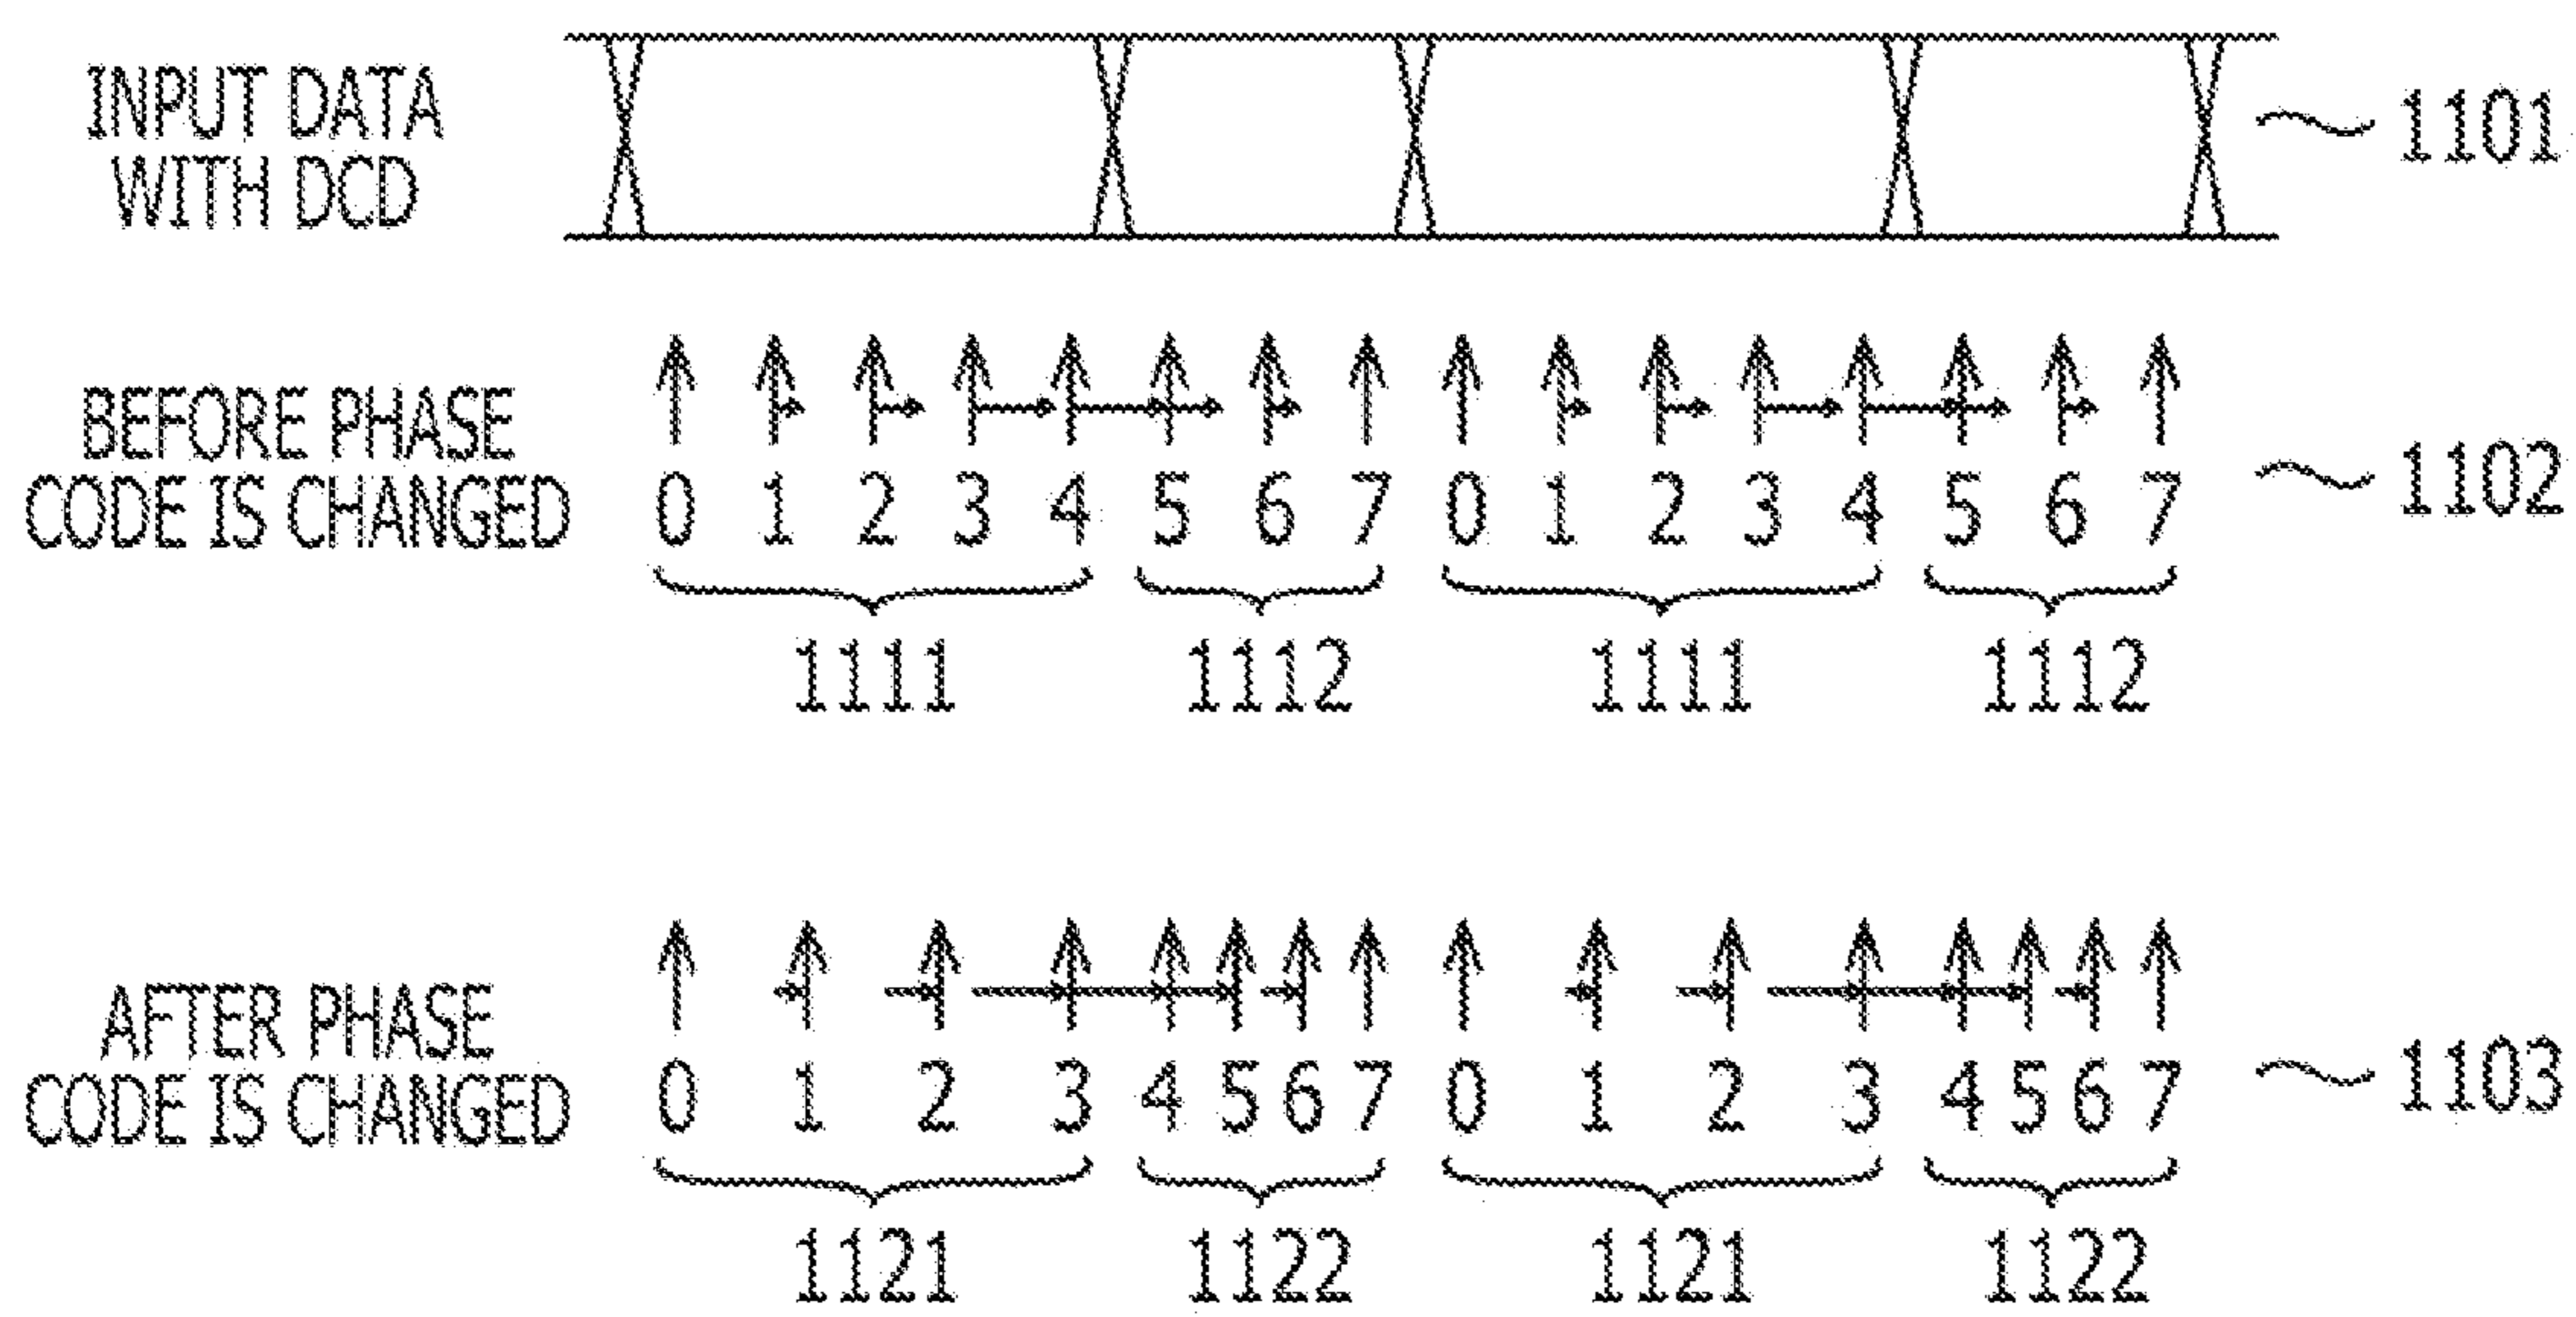 INPUT DATA
WITH DCD
1101
BEFORE PHASE
CODE IS CHANGED
0 1 2 3 4 5 6 7 0 1 2 3 4 5 6 7
1102
1111 1112 1111 1112
AFTER PHASE
CODE IS CHANGED
0 1 2 3 4 5 6 7 0 1 2 3 4 5 6 7
1103
1121 1122 1121 1122